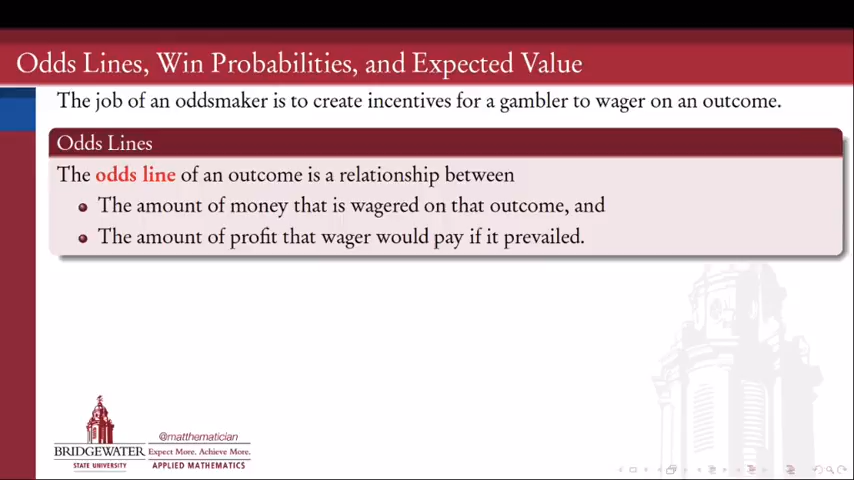 Odds Lines, Win Probabilities, and Expected Value
The job of an oddsmaker is to create incentives for a gambler to wager on an outcome.
Odds Lines
The odds line of an outcome is a relationship between
The amount of money that is wagered on that outcome, and
The amount of profit that wager would pay if it prevailed.
@matthematician
BRIDGEWATER
STATE UNIVERSITY
Expect More. Achieve More.
APPLIED MATHEMATICS